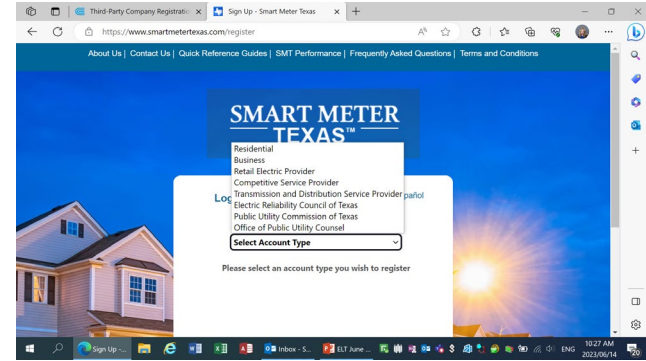 Third-Party Company Registratio
Sign Up - Smart Meter Texas
https://www.smartmetertexas.com/register
About Us | Contact Us | Quick Reference Guides | SMT Performance | Frequently Asked Questions | Terms and Conditions
SMART METER
TEXAS™
Residential
Business
Retail Electric Provider
Competitive Service Provider
Transmission and Distribution Service Provider
Electric Reliability Council of Texas
Public Utility Commission of Texas
Office of Public Utility Counsel
Log
pañol
Select Account Type
Please select an account type you wish to register
Sign Up -...
Inbox - S...
ELT June ...
ENG
10:27 AM
2023/06/14
20